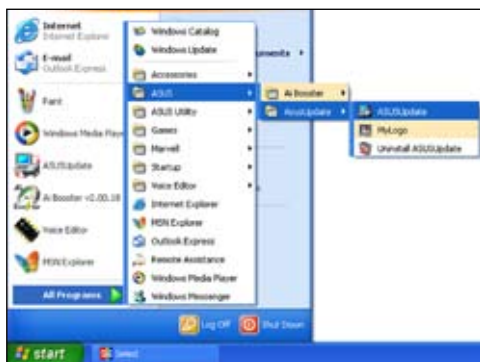 Internet
Internet Explorer
E-mail
Outlook Express
Paint
Windows Media Play
ASUSUpdate
Ai Booster v2.00.18
Voice Editor
MSN Explorer
All Programs
Windows Catalog
Windows Update
Accessories
ASUS
ASUS Utility
Games
Marvell
Startup
Voice Editor
Internet Explorer
MSN Explorer
Outlook Express
Remote Assistance
Windows Media Player
Windows Messenger
ocuments
Ai Booster
AsusUpdate
ASUSUpdate
MyLogo
Uninstall ASUSUpdate
Log Off
Shut Down
start